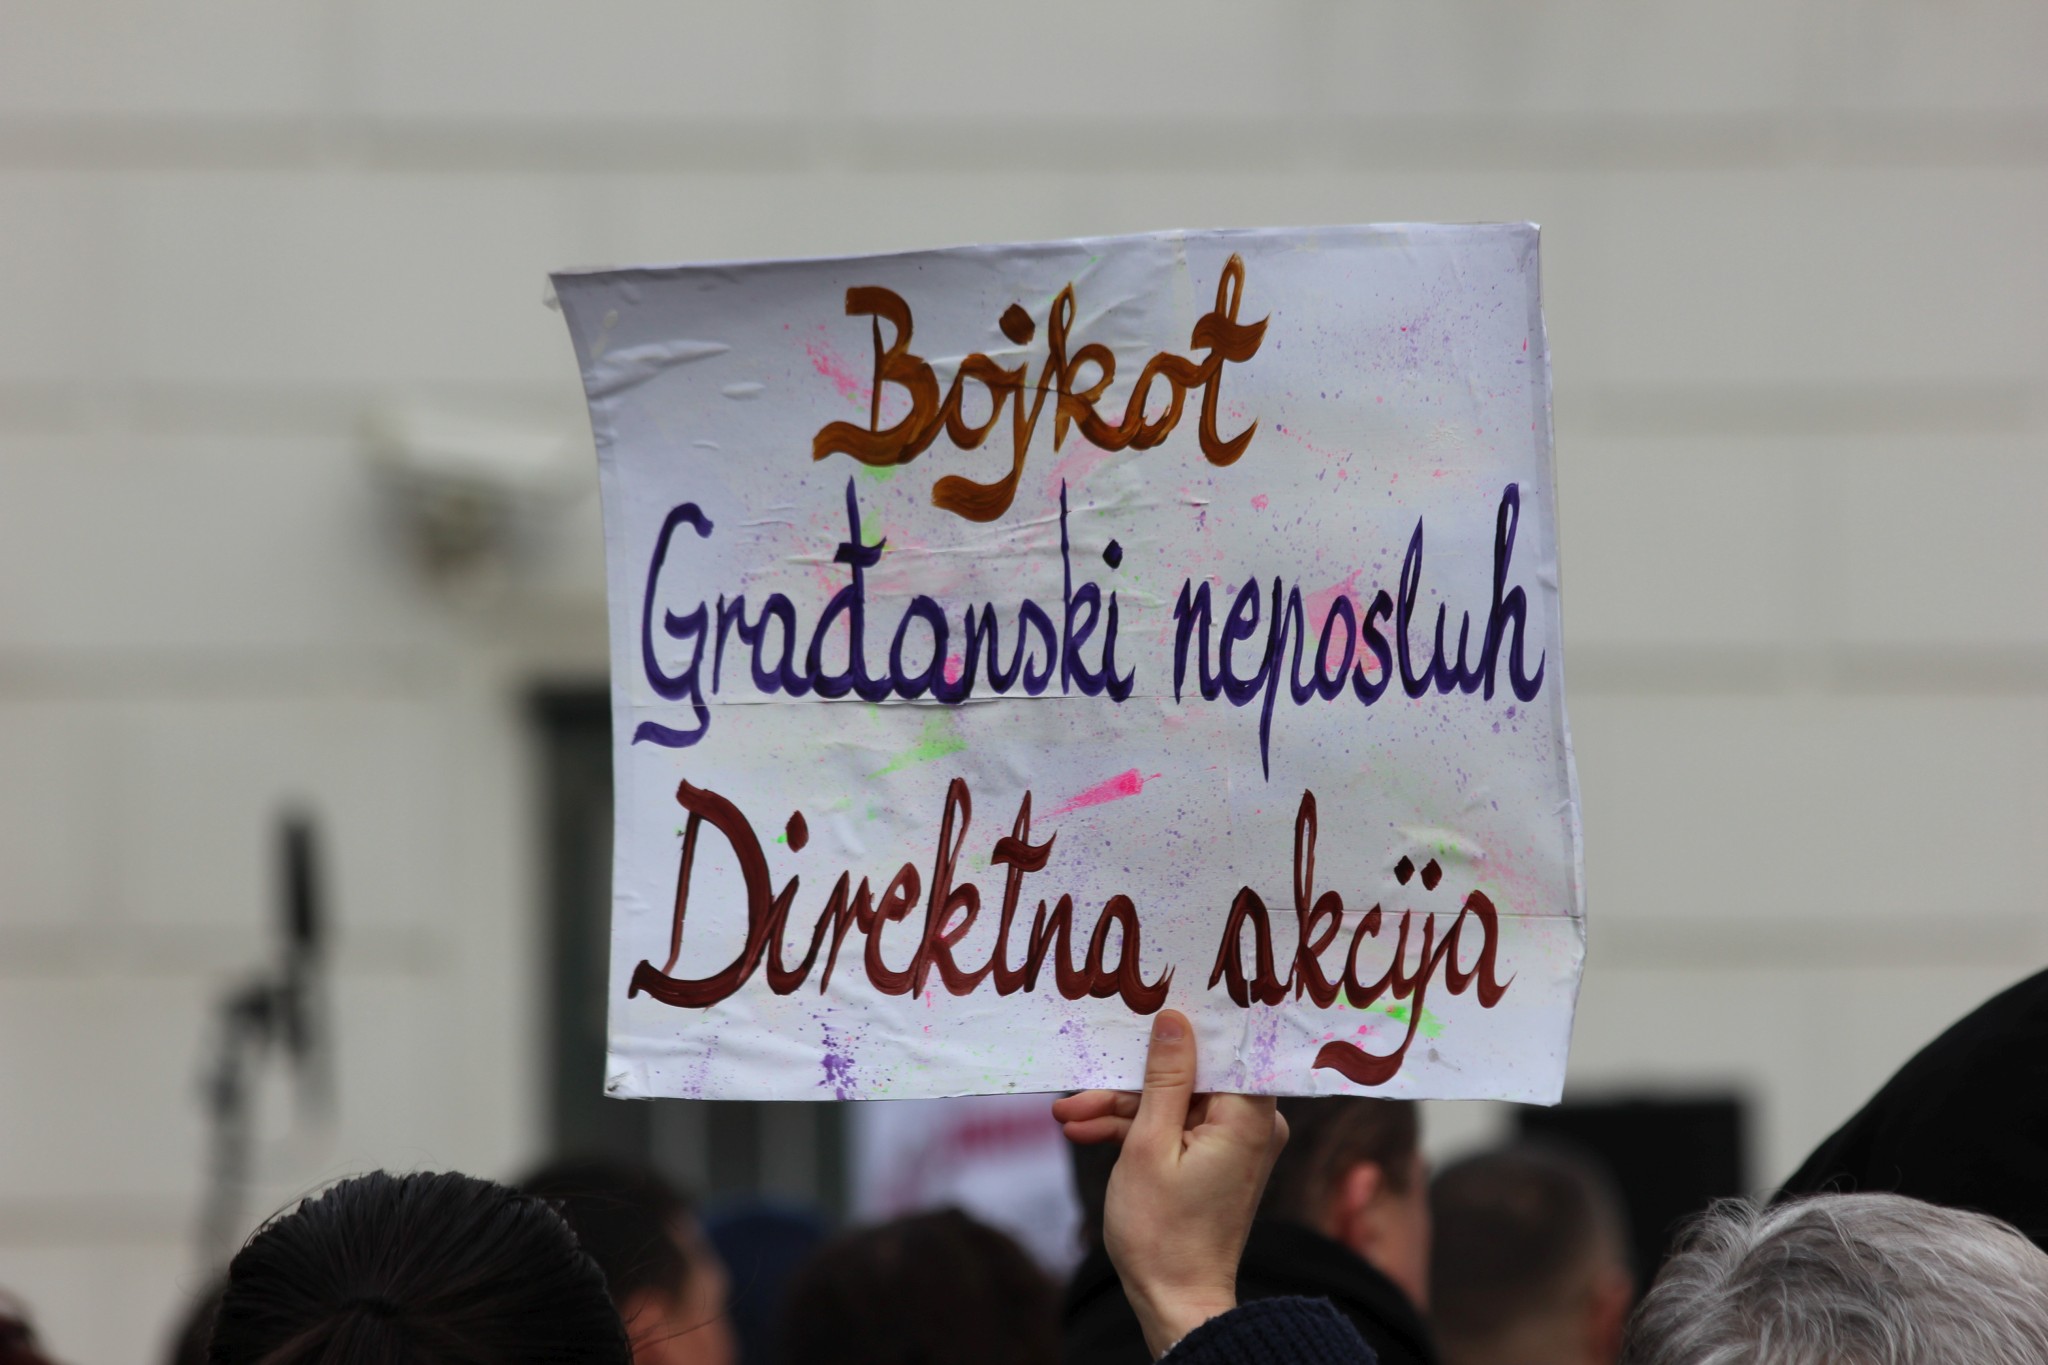 Bojkot
Građanski neposluh
Direktna akcija